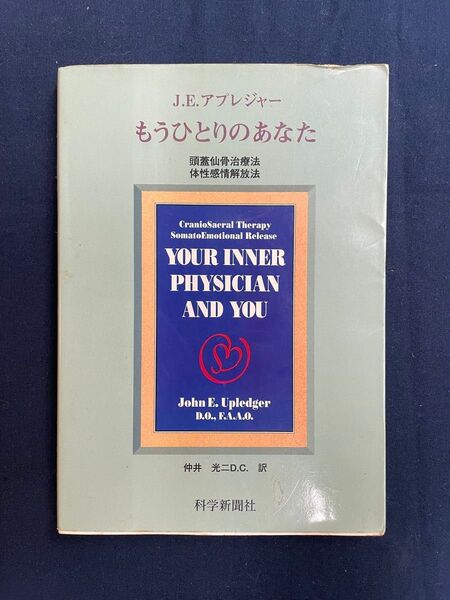 J.E.アプレジャー
もうひとりのあなた
頭蓋仙骨治療法
体性感情解放法
CranioSacral Therapy
SomatoEmotional Release
YOUR INNER
PHYSICIAN
AND YOU
John E. Upledger
D.O., F.A.A.O.
仲井 光二D.C. 訳
科学新聞社